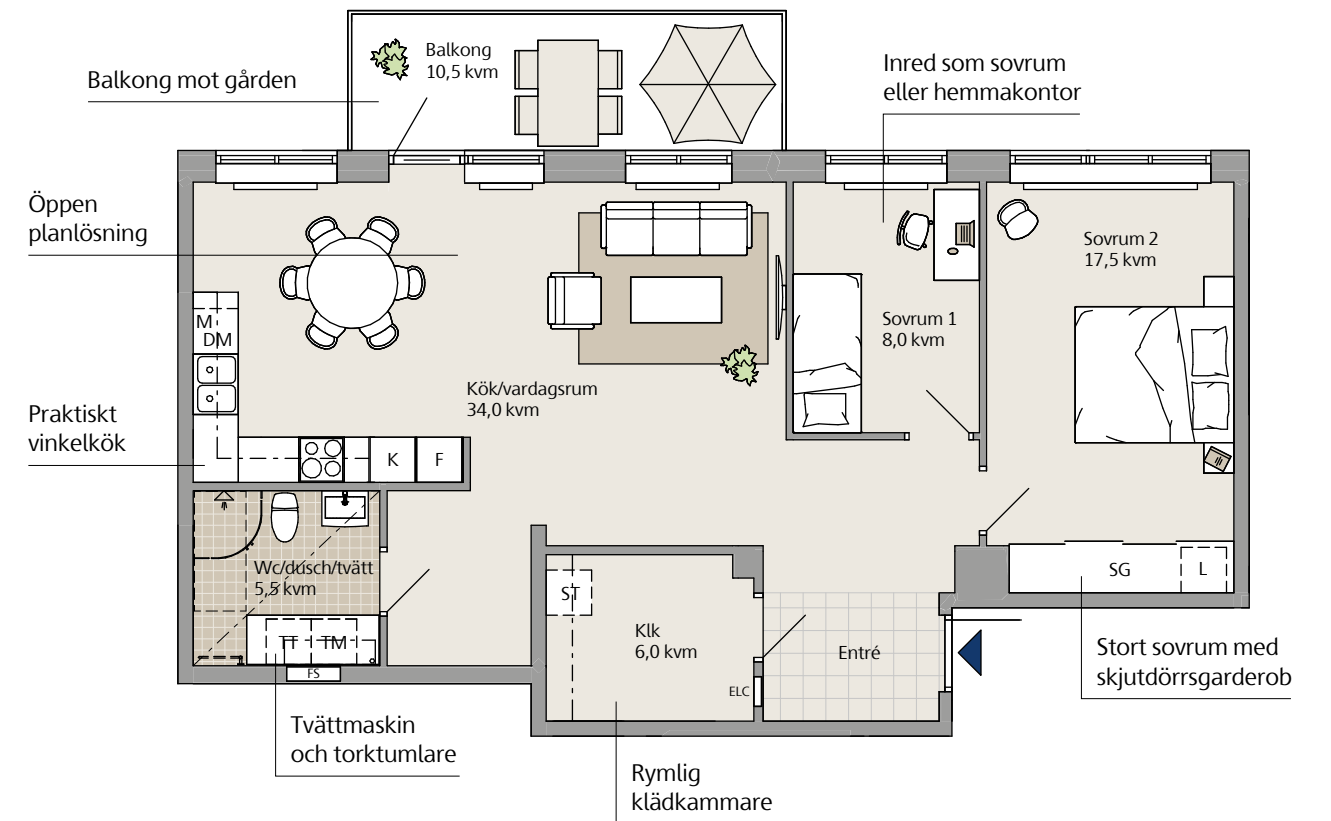 Balkong
10,5 kvm
Balkong mot gården
Inred som sovrum
eller hemmakontor
Öppen
planlösning
Sovrum 2
17,5 kvm
M
DM
Sovrum 1
8,0 kvm
Kök/vardagsrum
34,0 kvm
Praktiskt
vinkelkök
K
F
Wc/dusch/tvätt
5,5 kvm
SG
L
ST
TT
TM
Klk
6,0 kvm
Entré
FS
ELC
Stort sovrum med
skjutdörrsgarderob
Tvättmaskin
och torktumlare
Rymlig
klädkammare